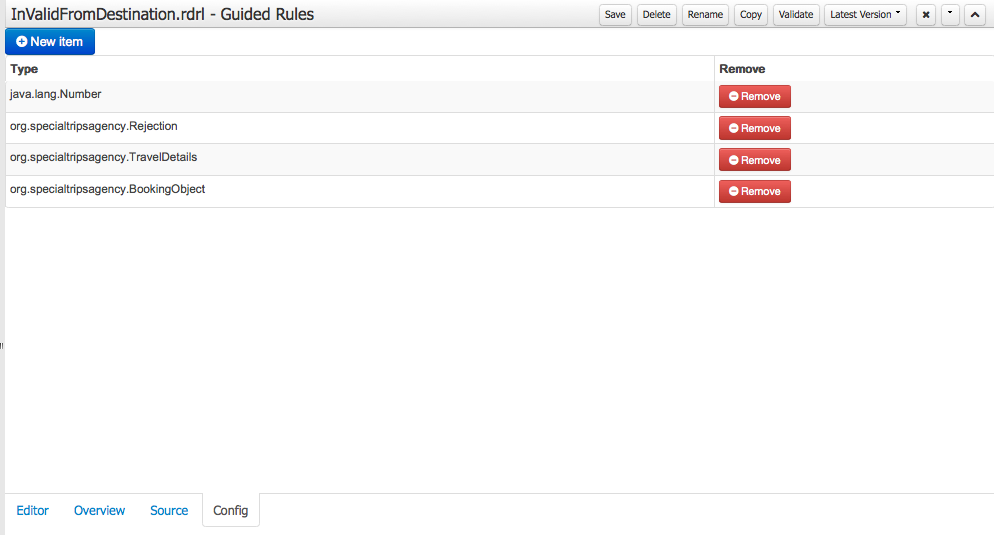 InValidFromDestination.rdrl - Guided Rules
Save Delete Rename Copy Validate Latest Version
New item
Type Remove
java.lang.Number Remove
org.specialtripsagency.Rejection Remove
org.specialtripsagency.TravelDetails Remove
org.specialtripsagency.BookingObject Remove
Editor Overview Source Config